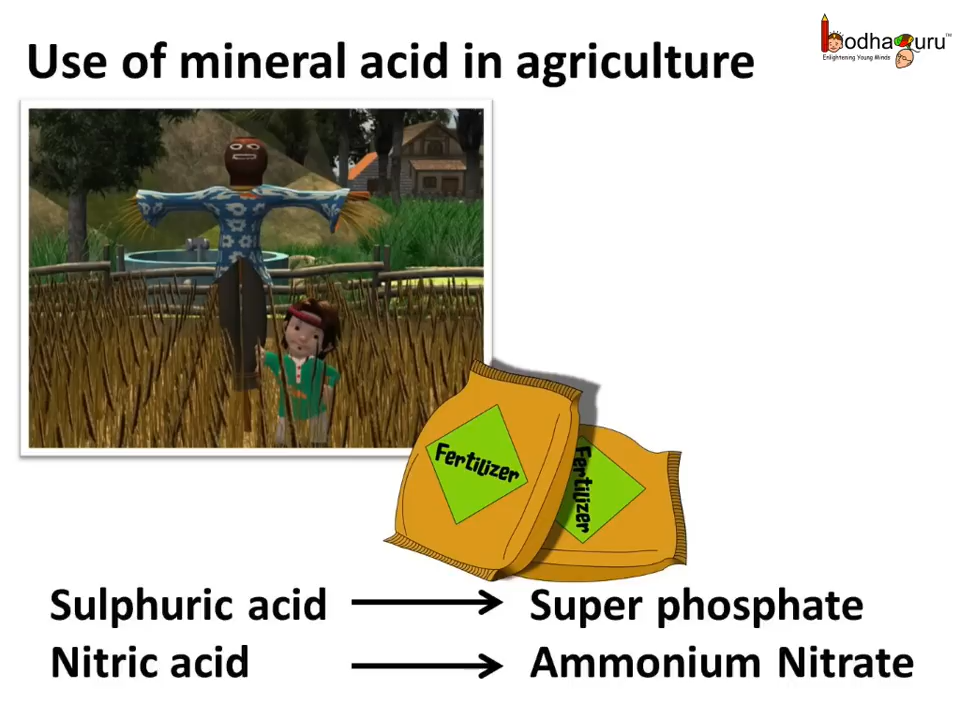 Use of mineral acid in agriculture
bodhaguru™
Enlightening Young Minds
Fertilizer
Fertilizer
Sulphuric acid Super phosphate
Nitric acid Ammonium Nitrate